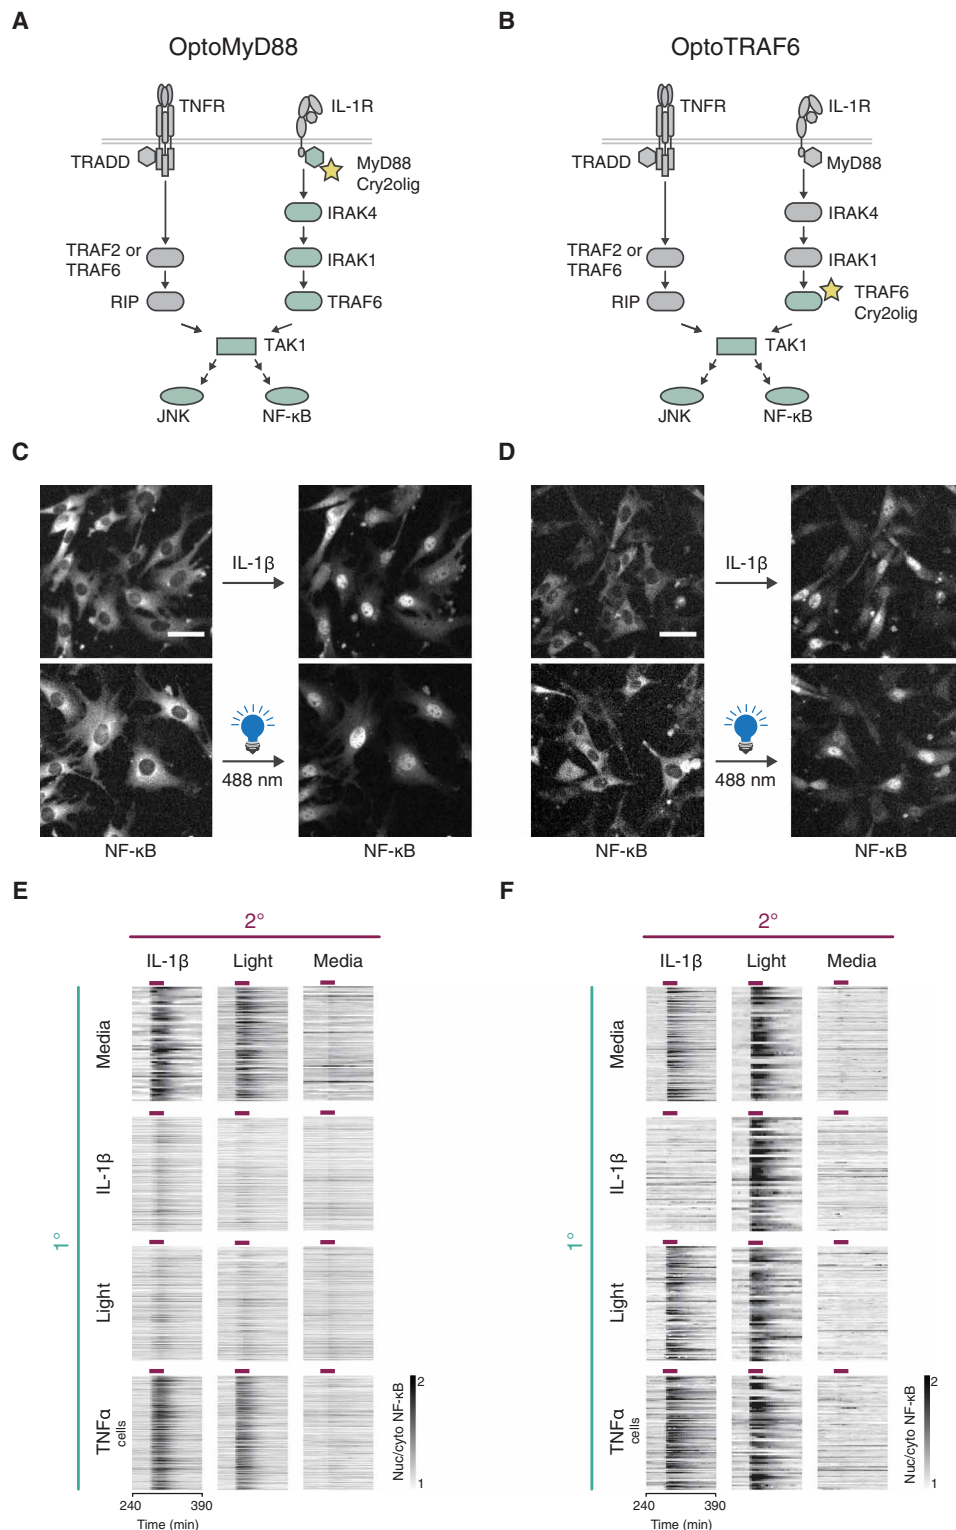 A
OptoMyD88
TNFR
IL-1R
TRADD
MyD88
Cry2olig
IRAK4
TRAF2 or
TRAF6
IRAK1
RIP
TRAF6
TAK1
JNK
NF-κB
B
OptoTRAF6
TNFR
IL-1R
TRADD
MyD88
IRAK4
TRAF2 or
TRAF6
IRAK1
RIP
TRAF6
Cry2olig
TAK1
JNK
NF-κB
C
IL-1β
488 nm
NF-κB
NF-κB
D
IL-1β
488 nm
NF-κB
NF-κB
E
2°
IL-1β
Light
Media
1°
Media
IL-1β
Light
TNFα
cells
240
390
Time (min)
Nuc/cyto NF-κB
2
1
F
2°
IL-1β
Light
Media
1°
Media
IL-1β
Light
TNFα
cells
240
390
Time (min)
Nuc/cyto NF-κB
2
1